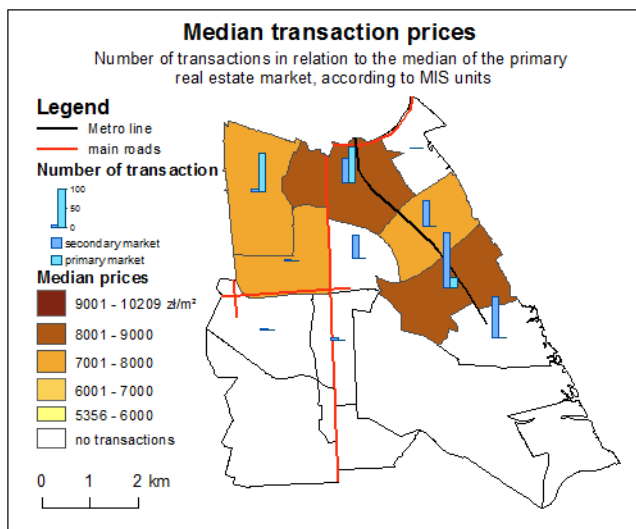 Median transaction prices
Number of transactions in relation to the median of the primary
real estate market, according to MIS units
Legend
Metro line
main roads
Number of transaction
100
50
0
secondary market
primary market
Median prices
9001 - 10209 zł/m²
8001 - 9000
7001 - 8000
6001 - 7000
5356 - 6000
no transactions
0 1 2 km